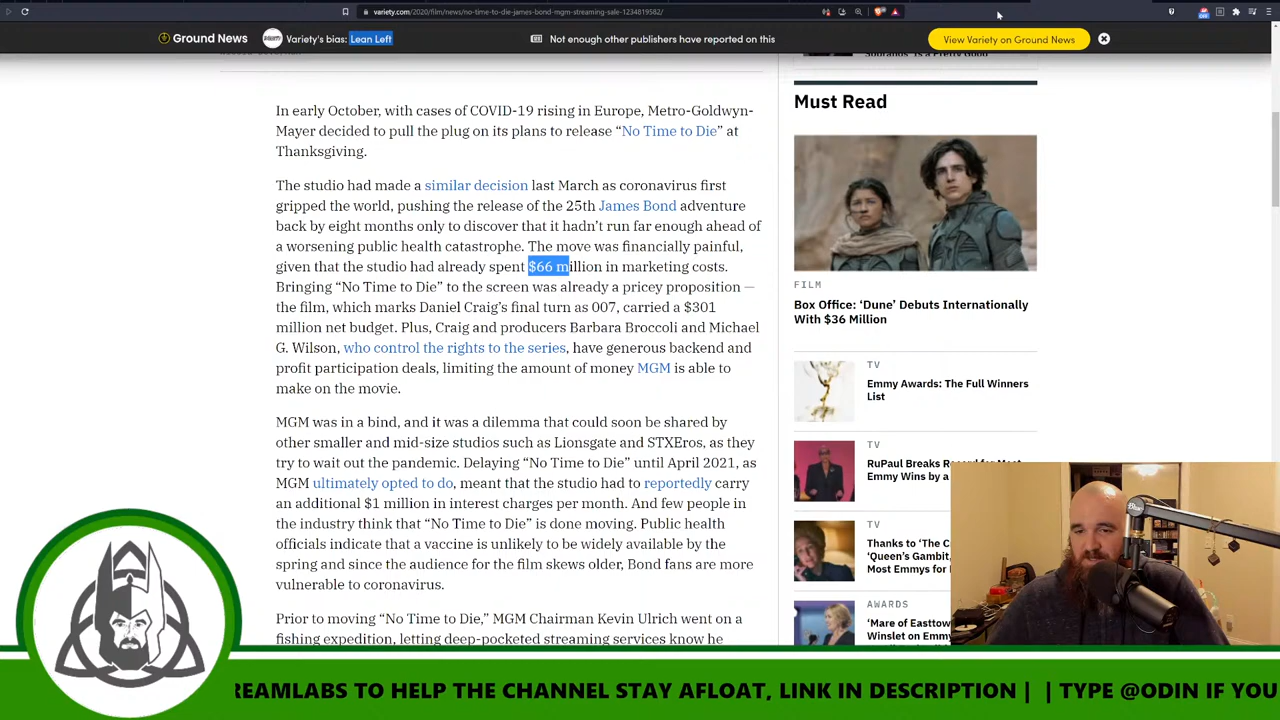 variety.com/2020/film/news/no-time-to-die-james-bond-mgm-streaming-sale-1234819582/
Ground News
Variety's bias: Lean Left
Not enough other publishers have reported on this
View Variety on Ground News
In early October, with cases of COVID-19 rising in Europe, Metro-Goldwyn-
Mayer decided to pull the plug on its plans to release “No Time to Die” at
Thanksgiving.
The studio had made a similar decision last March as coronavirus first
gripped the world, pushing the release of the 25th James Bond adventure
back by eight months only to discover that it hadn’t run far enough ahead of
a worsening public health catastrophe. The move was financially painful,
given that the studio had already spent $66 million in marketing costs.
Bringing “No Time to Die” to the screen was already a pricey proposition —
the film, which marks Daniel Craig’s final turn as 007, carried a $301
million net budget. Plus, Craig and producers Barbara Broccoli and Michael
G. Wilson, who control the rights to the series, have generous backend and
profit participation deals, limiting the amount of money MGM is able to
make on the movie.
MGM was in a bind, and it was a dilemma that could soon be shared by
other smaller and mid-size studios such as Lionsgate and STXEros, as they
try to wait out the pandemic. Delaying “No Time to Die” until April 2021, as
MGM ultimately opted to do, meant that the studio had to reportedly carry
an additional $1 million in interest charges per month. And few people in
the industry think that “No Time to Die” is done moving. Public health
officials indicate that a vaccine is unlikely to be widely available by the
spring and since the audience for the film skews older, Bond fans are more
vulnerable to coronavirus.
Prior to moving “No Time to Die,” MGM Chairman Kevin Ulrich went on a
fishing expedition, letting deep-pocketed streaming services know he
Must Read
FILM
Box Office: ‘Dune’ Debuts Internationally
With $36 Million
TV
Emmy Awards: The Full Winners
List
TV
RuPaul Breaks
Emmy Wins by a
TV
Thanks to ‘The
‘Queen’s Gambit,
Most Emmys for
AWARDS
‘Mare of Easttow
Winslet on Emmy
REAMLABS TO HELP THE CHANNEL STAY AFLOAT, LINK IN DESCRIPTION | | TYPE @ODIN IF YOU